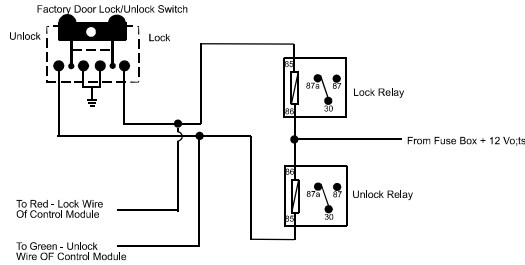 Factory Door Lock/Unlock Switch
Unlock
Lock
85
87a
87
86
30
Lock Relay
From Fuse Box + 12 Vo;ts
86
87a
87
85
30
Unlock Relay
To Red - Lock Wire
Of Control Module
To Green - Unlock
Wire OF Control Module